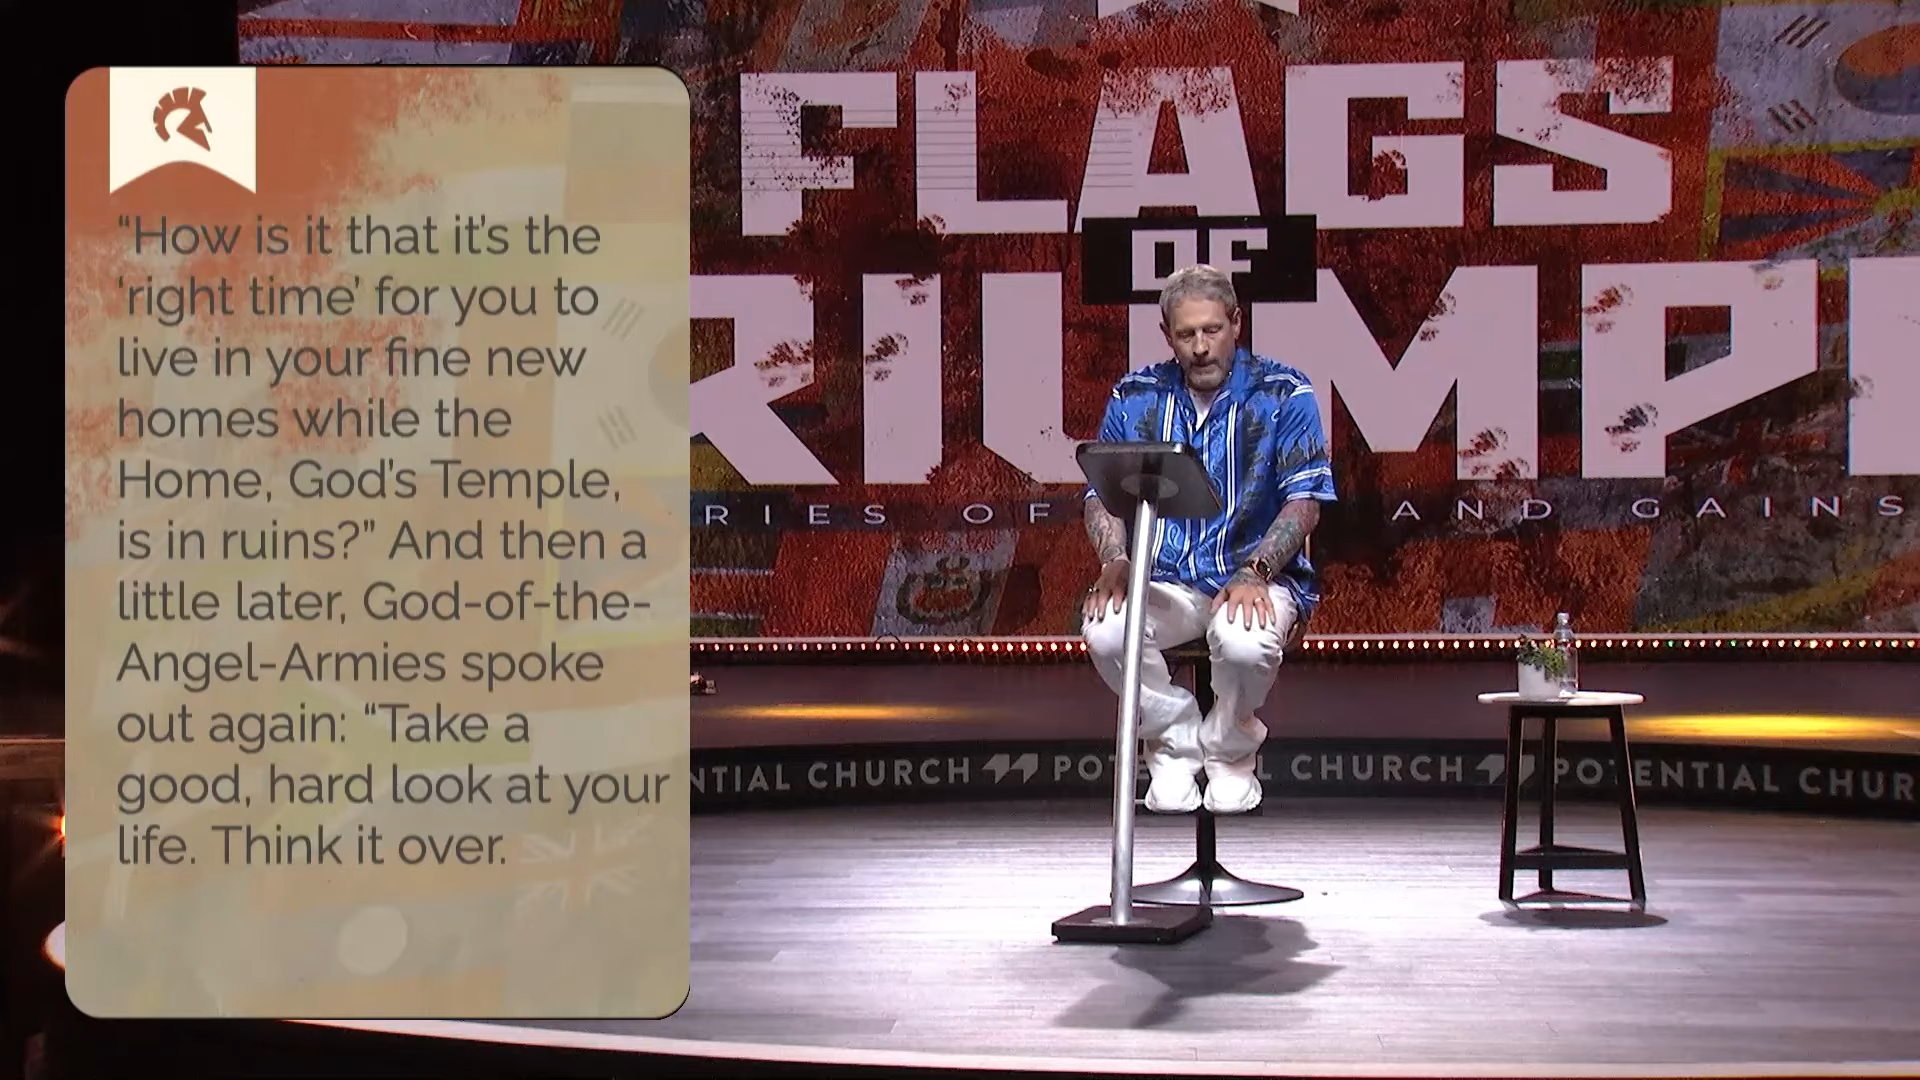 “How is it that it’s the
‘right time’ for you to
live in your fine new
homes while the
Home, God’s Temple,
is in ruins?” And then a
little later, God-of-the-
Angel-Armies spoke
out again: “Take a
good, hard look at your
life. Think it over.
FLAGS
OF
RIUMP
RIES OF AND GAINS
NTIAL CHURCH POTE L CHURCH POTENTIAL CHUR